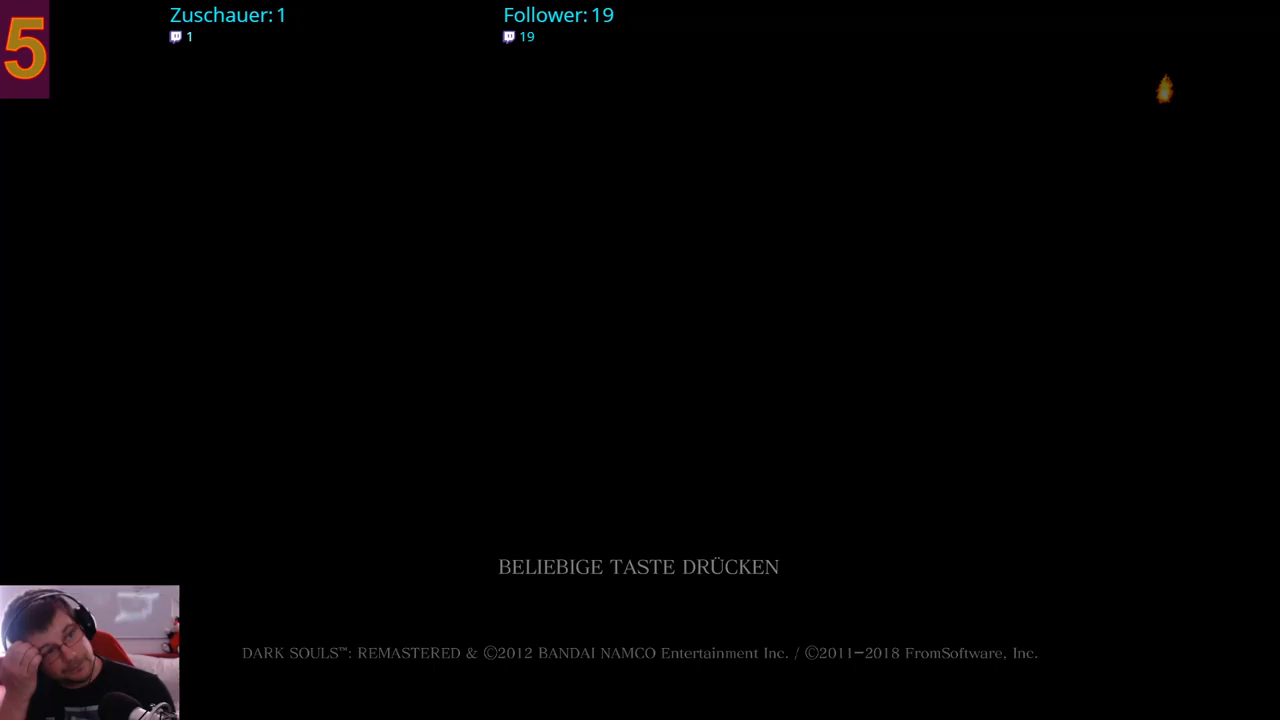 5
Zuschauer: 1
Follower: 19
1
19
BELIEBIGE TASTE DRÜCKEN
DARK SOULS™: REMASTERED & ©2012 BANDAI NAMCO Entertainment Inc. / ©2011-2018 FromSoftware, Inc.